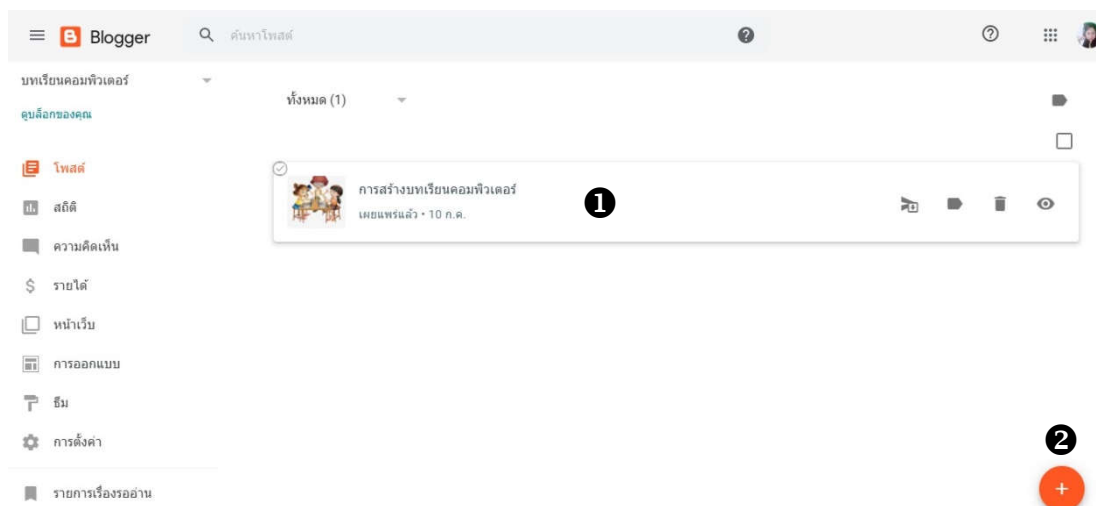 Blogger
ค้นหาโพสต์
บทเรียนคอมพิวเตอร์
ดูบล็อกของคุณ
ทั้งหมด (1)
โพสต์
การสร้างบทเรียนคอมพิวเตอร์
เผยแพร่แล้ว • 10 ก.ค.
❶
สถิติ
ความคิดเห็น
รายได้
หน้าเว็บ
การออกแบบ
ธีม
การตั้งค่า
❷
รายการเรื่องรออ่าน